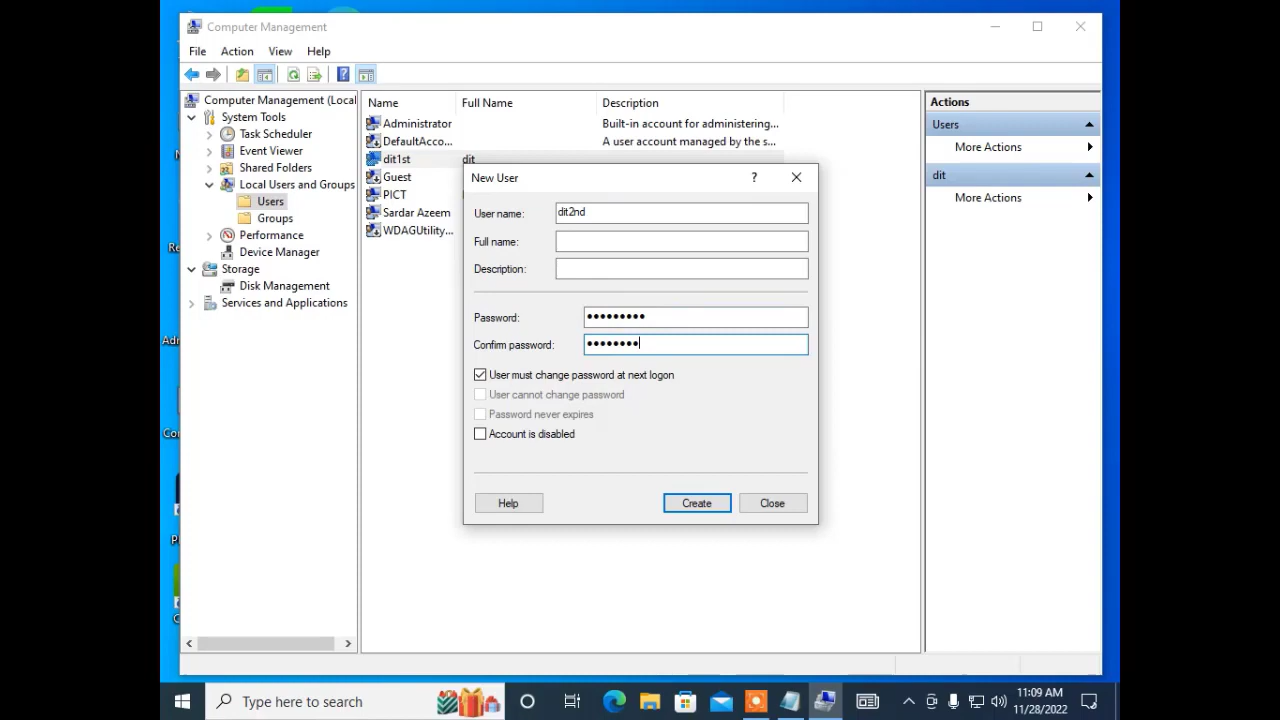 Computer Management
File Action View Help
Computer Management (Local
System Tools
Task Scheduler
Event Viewer
Shared Folders
Local Users and Groups
Users
Groups
Performance
Device Manager
Storage
Disk Management
Services and Applications
Name Full Name Description
Administrator Built-in account for administering...
DefaultAcco... A user account managed by the s...
dit1st dit
Guest
PICT
Sardar Azeem
WDAGUtility...
New User
User name: dit2nd
Full name:
Description:
Password: •••••••••
Confirm password: ••••••••
User must change password at next logon
User cannot change password
Password never expires
Account is disabled
Help Create Close
Actions
Users
More Actions
dit
More Actions
Type here to search
11:09 AM
11/28/2022